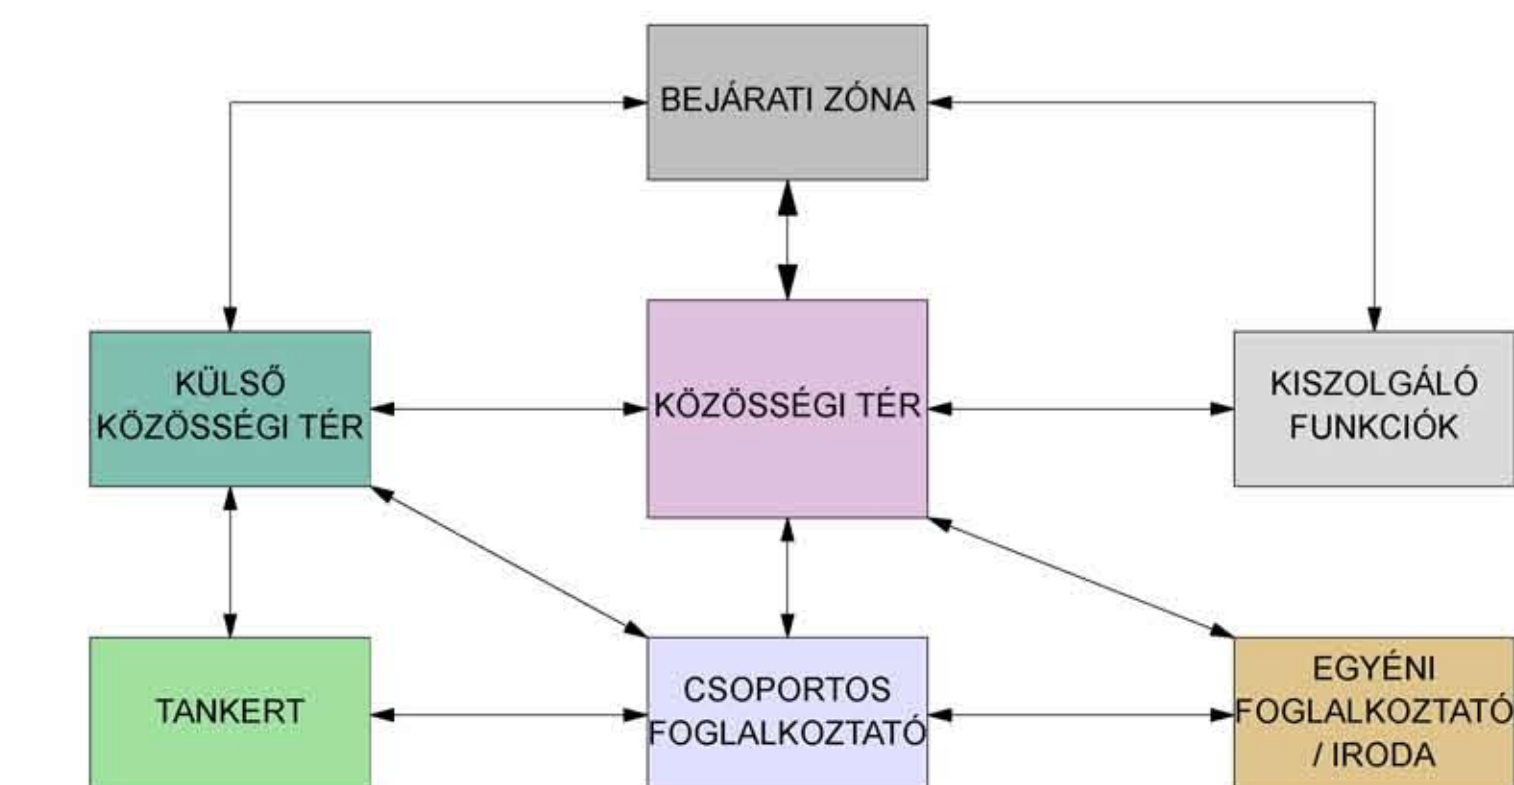 BEJÁRATI ZÓNA
KÜLSŐ
KÖZÖSSÉGI TÉR
KÖZÖSSÉGI TÉR
KISZOLGÁLÓ
FUNKCIÓK
TANKERT
CSOPORTOS
FOGLALKOZTATÓ
EGYÉNI
FOGLALKOZTATÓ
/ IRODA